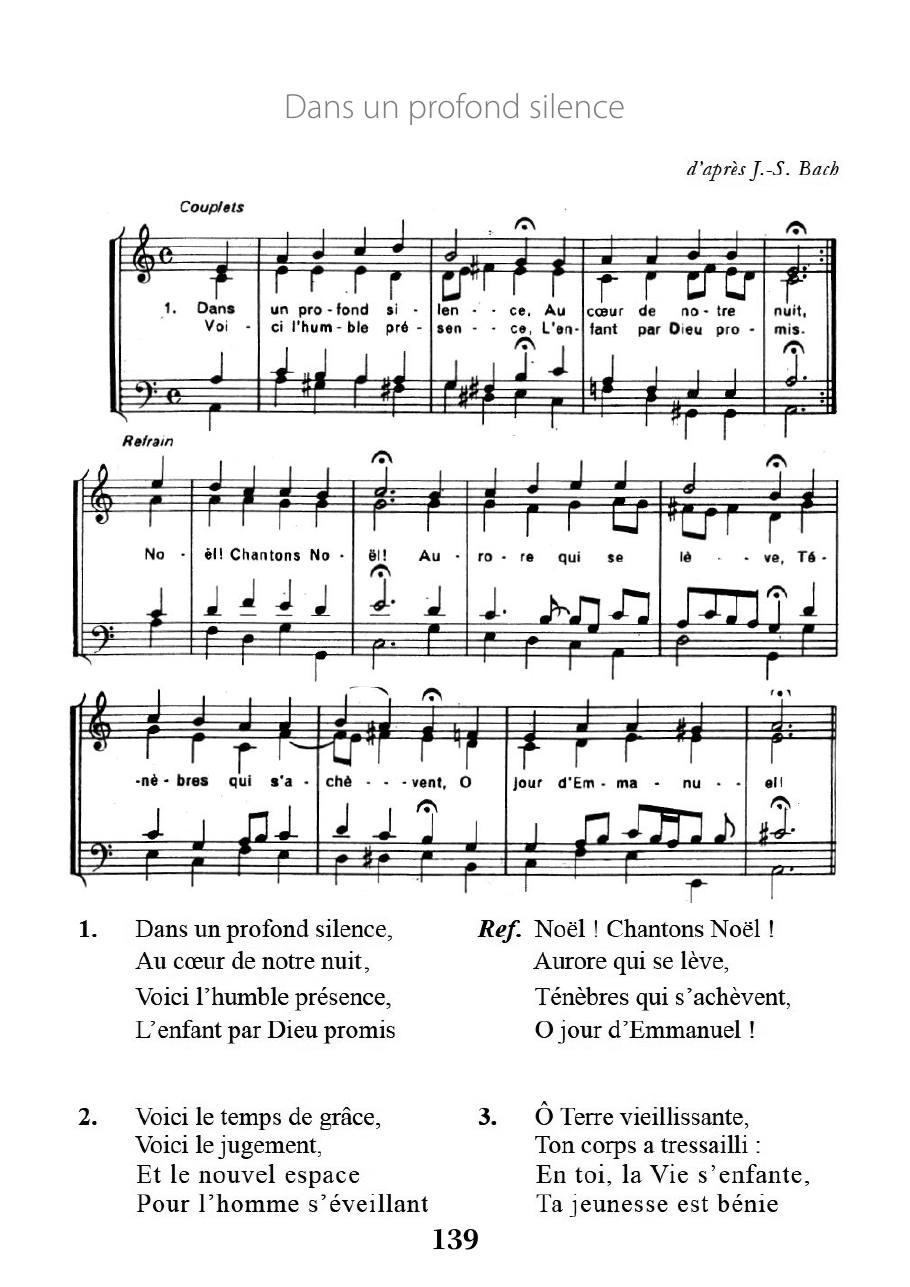 Dans un profond silence
d'après J.-S. Bach
Couplets
1. Dans un pro - fond si - len - - ce, Au cœur de no - tre nuit,
Voi - ci l'hum - ble pré - sen - - ce, L'en - fant par Dieu pro - mis.
Refrain
No - ël! Chantons No - ël! Au - ro - re qui se lè - - ve, Té-
-nè - bres qui s'a - chè - - - vent, O jour d'Em - ma - nu - el!
1. Dans un profond silence,
Au cœur de notre nuit,
Voici l'humble présence,
L'enfant par Dieu promis
Ref. Noël ! Chantons Noël !
Aurore qui se lève,
Ténèbres qui s'achèvent,
O jour d'Emmanuel !
2. Voici le temps de grâce,
Voici le jugement,
Et le nouvel espace
Pour l'homme s'éveillant
3. Ô Terre vieillissante,
Ton corps a tressailli :
En toi, la Vie s'enfante,
Ta jeunesse est bénie
139